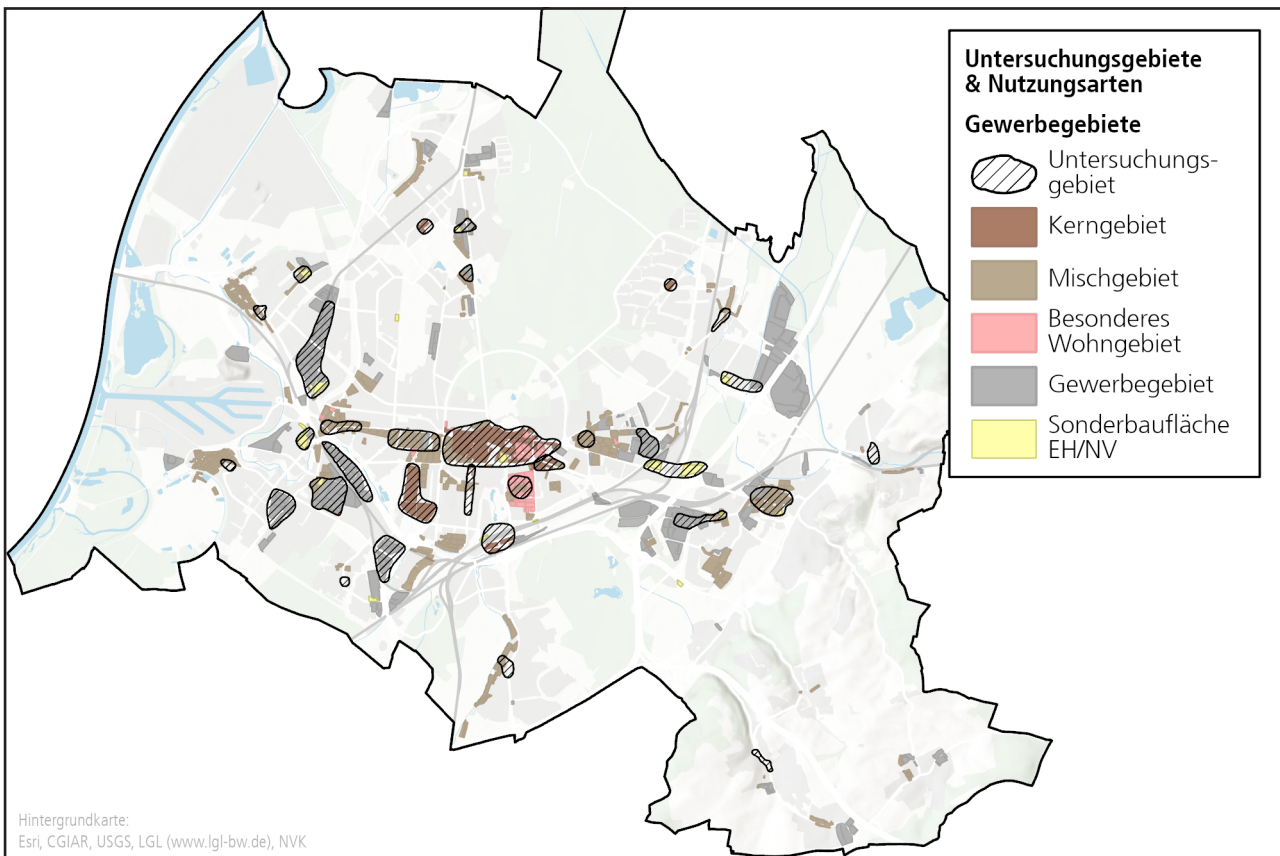 Untersuchungsgebiete
& Nutzungsarten
Gewerbegebiete
Untersuchungs-
gebiet
Kerngebiet
Mischgebiet
Besonderes
Wohngebiet
Gewerbegebiet
Sonderbaufläche
EH/NV
Hintergrundkarte:
Esri, CGIAR, USGS, LGL (www.lgl-bw.de), NVK